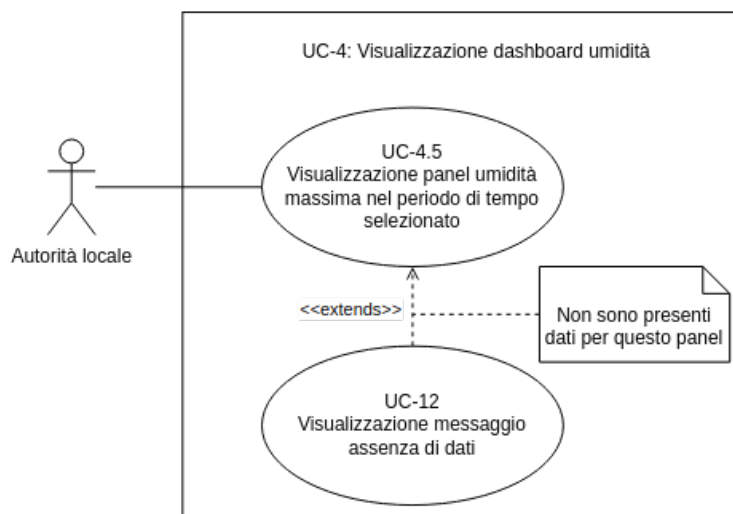 UC-4: Visualizzazione dashboard umidità
UC-4.5
Visualizzazione panel umidità
massima nel periodo di tempo
selezionato
Autorità locale
<<extends>>
Non sono presenti
dati per questo panel
UC-12
Visualizzazione messaggio
assenza di dati